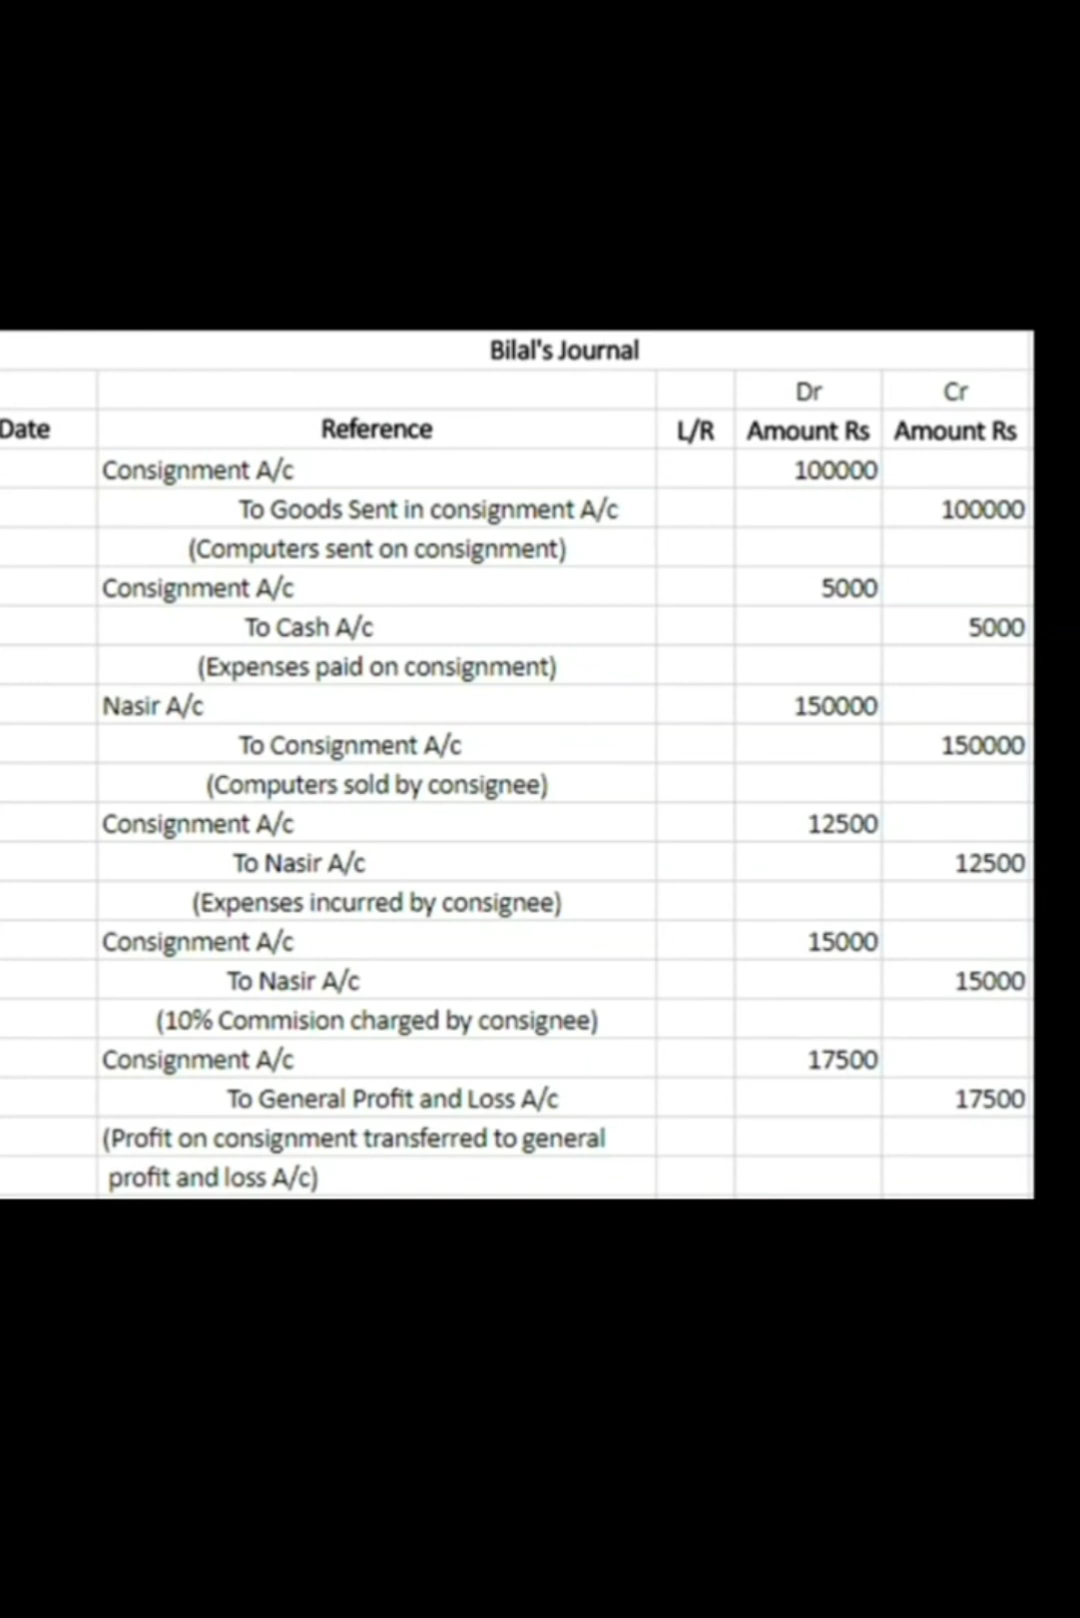 Bilal's Journal
Dr Cr
Date Reference L/R Amount Rs Amount Rs
Consignment A/c 100000
To Goods Sent in consignment A/c 100000
(Computers sent on consignment)
Consignment A/c 5000
To Cash A/c 5000
(Expenses paid on consignment)
Nasir A/c 150000
To Consignment A/c 150000
(Computers sold by consignee)
Consignment A/c 12500
To Nasir A/c 12500
(Expenses incurred by consignee)
Consignment A/c 15000
To Nasir A/c 15000
(10% Commision charged by consignee)
Consignment A/c 17500
To General Profit and Loss A/c 17500
(Profit on consignment transferred to general
profit and loss A/c)